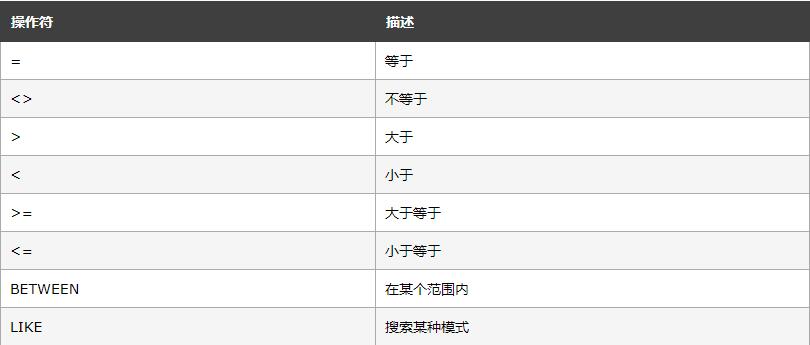 操作符 描述
= 等于
<> 不等于
> 大于
< 小于
>= 大于等于
<= 小于等于
BETWEEN 在某个范围内
LIKE 搜索某种模式